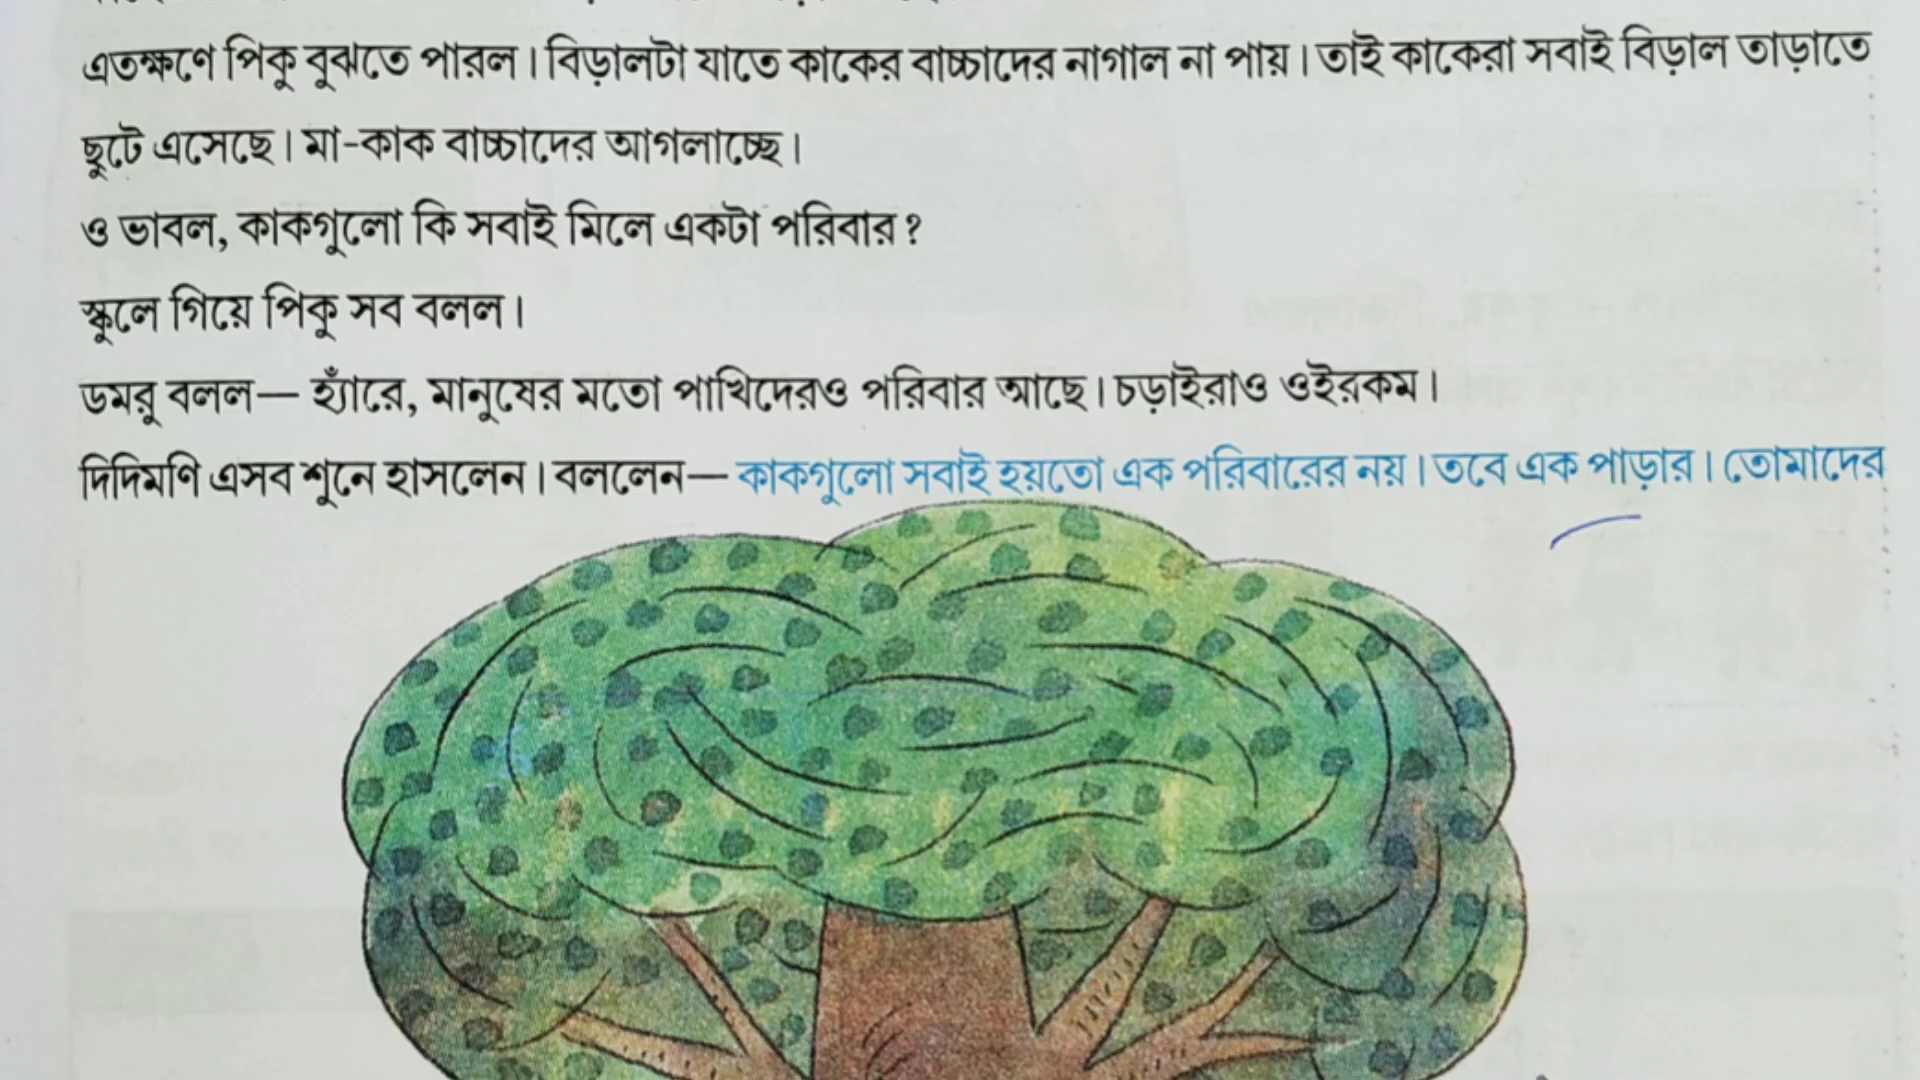 এতক্ষণে পিকু বুঝতে পারল। বিড়ালটা যাতে কাকের বাচ্চাদের নাগাল না পায়। তাই কাকেরা সবাই বিড়াল তাড়াতে
ছুটে এসেছে। মা-কাক বাচ্চাদের আগলাচ্ছে।
ও ভাবল, কাকগুলো কি সবাই মিলে একটা পরিবার?
স্কুলে গিয়ে পিকু সব বলল।
ডমরু বলল— হ্যাঁরে, মানুষের মতো পাখিদেরও পরিবার আছে। চড়াইরাও ওইরকম।
দিদিমণি এসব শুনে হাসলেন। বললেন— কাকগুলো সবাই হয়তো এক পরিবারের নয়। তবে এক পাড়ার। তোমাদের